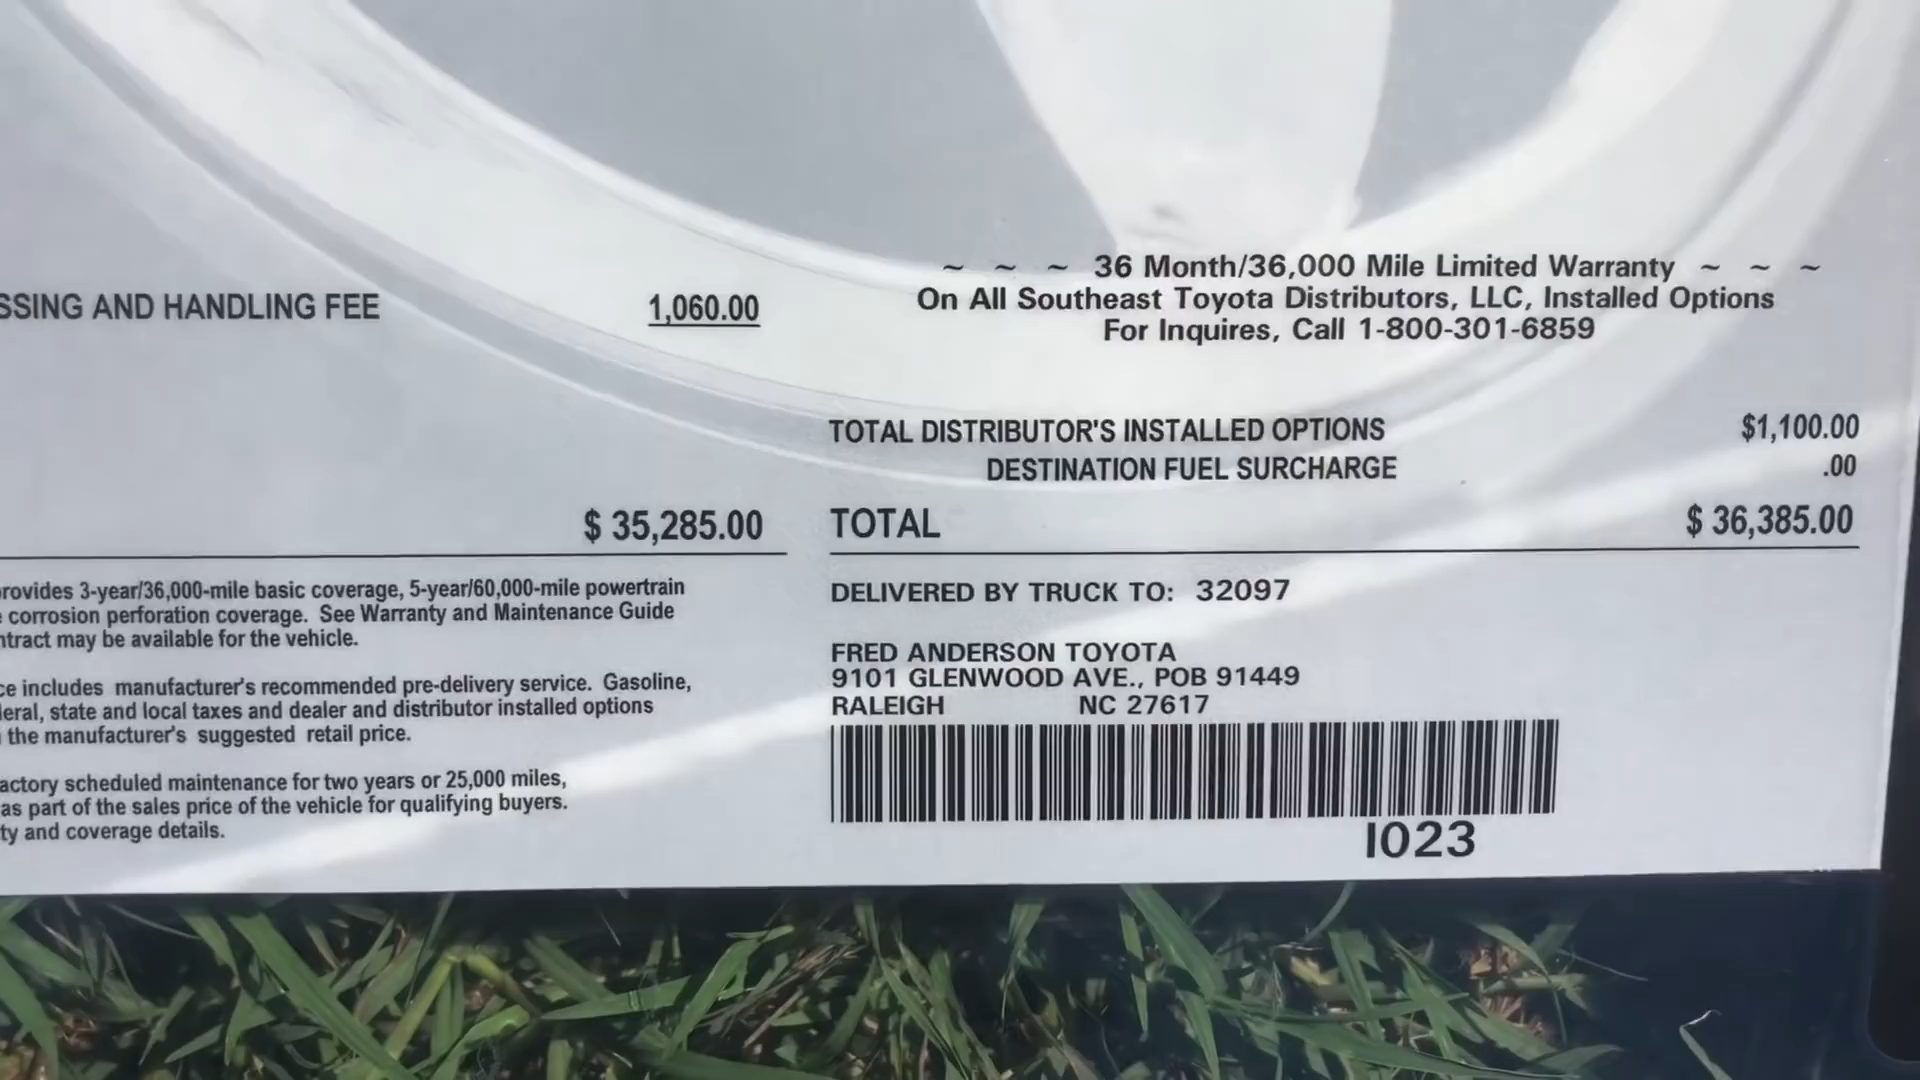 SSING AND HANDLING FEE 1,060.00
$ 35,285.00
rovides 3-year/36,000-mile basic coverage, 5-year/60,000-mile powertrain
corrosion perforation coverage. See Warranty and Maintenance Guide
ntract may be available for the vehicle.
ce includes manufacturer's recommended pre-delivery service. Gasoline,
eral, state and local taxes and dealer and distributor installed options
the manufacturer's suggested retail price.
actory scheduled maintenance for two years or 25,000 miles,
as part of the sales price of the vehicle for qualifying buyers.
ty and coverage details.
~ ~ ~ 36 Month/36,000 Mile Limited Warranty ~ ~ ~
On All Southeast Toyota Distributors, LLC, Installed Options
For Inquires, Call 1-800-301-6859
TOTAL DISTRIBUTOR'S INSTALLED OPTIONS $1,100.00
DESTINATION FUEL SURCHARGE .00
TOTAL $ 36,385.00
DELIVERED BY TRUCK TO: 32097
FRED ANDERSON TOYOTA
9101 GLENWOOD AVE., POB 91449
RALEIGH NC 27617
I023